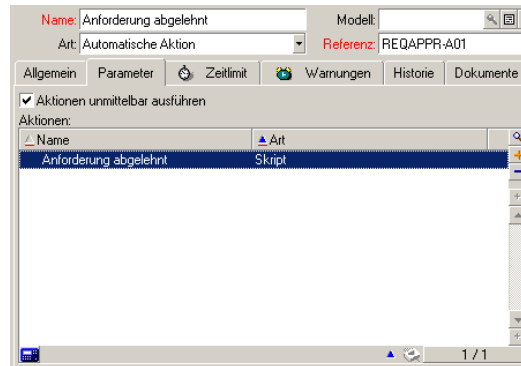 Name: Anforderung abgelehnt Modell:
Art: Automatische Aktion Referenz: REQAPPR-A01
Allgemein Parameter Zeitlimit Warnungen Historie Dokumente
Aktionen unmittelbar ausführen
Aktionen:
Name Art
Anforderung abgelehnt Skript
1 / 1